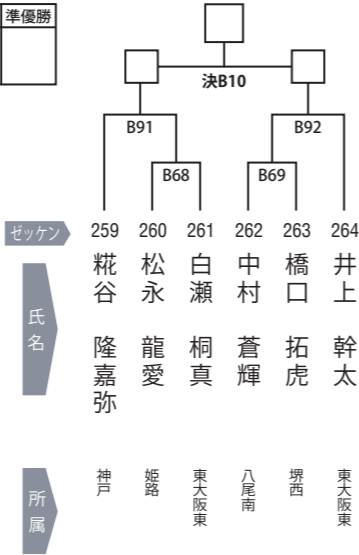 準優勝
決B10
B91 B92
B68 B69
ゼッケン 259 260 261 262 263 264
氏名
糀谷 隆嘉弥
松永 龍愛
白瀬 桐真
中村 蒼輝
橋口 拓虎
井上 幹太
所属
神戸
姫路
東大阪東
八尾南
堺西
東大阪東